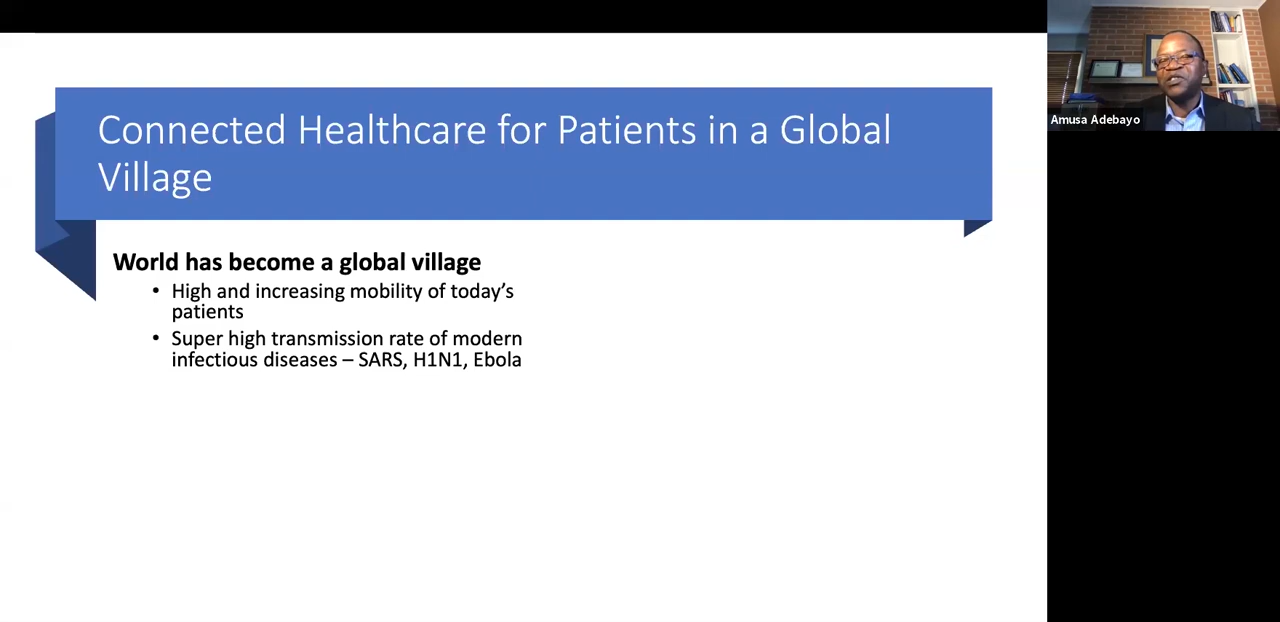 Connected Healthcare for Patients in a Global
Village
World has become a global village
• High and increasing mobility of today’s
patients
• Super high transmission rate of modern
infectious diseases – SARS, H1N1, Ebola
Amusa Adebayo